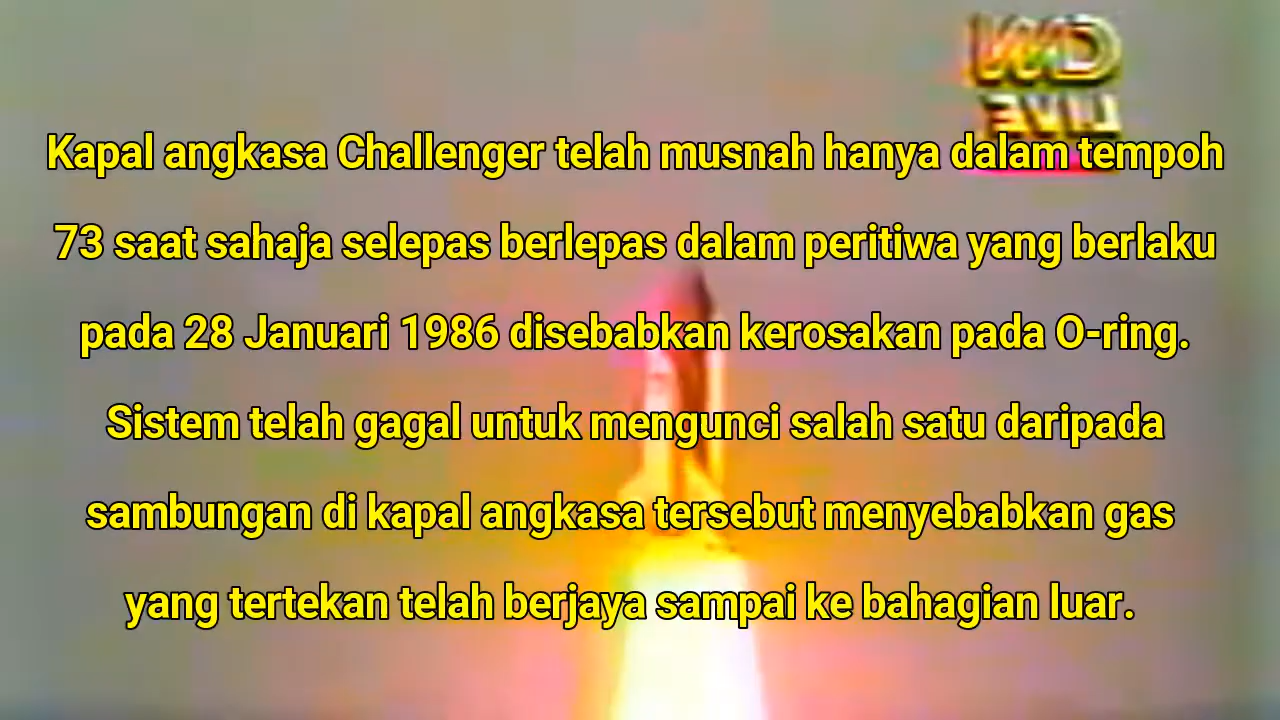 CNN
LIVE
Kapal angkasa Challenger telah musnah hanya dalam tempoh
73 saat sahaja selepas berlepas dalam peritiwa yang berlaku
pada 28 Januari 1986 disebabkan kerosakan pada O-ring.
Sistem telah gagal untuk mengunci salah satu daripada
sambungan di kapal angkasa tersebut menyebabkan gas
yang tertekan telah berjaya sampai ke bahagian luar.